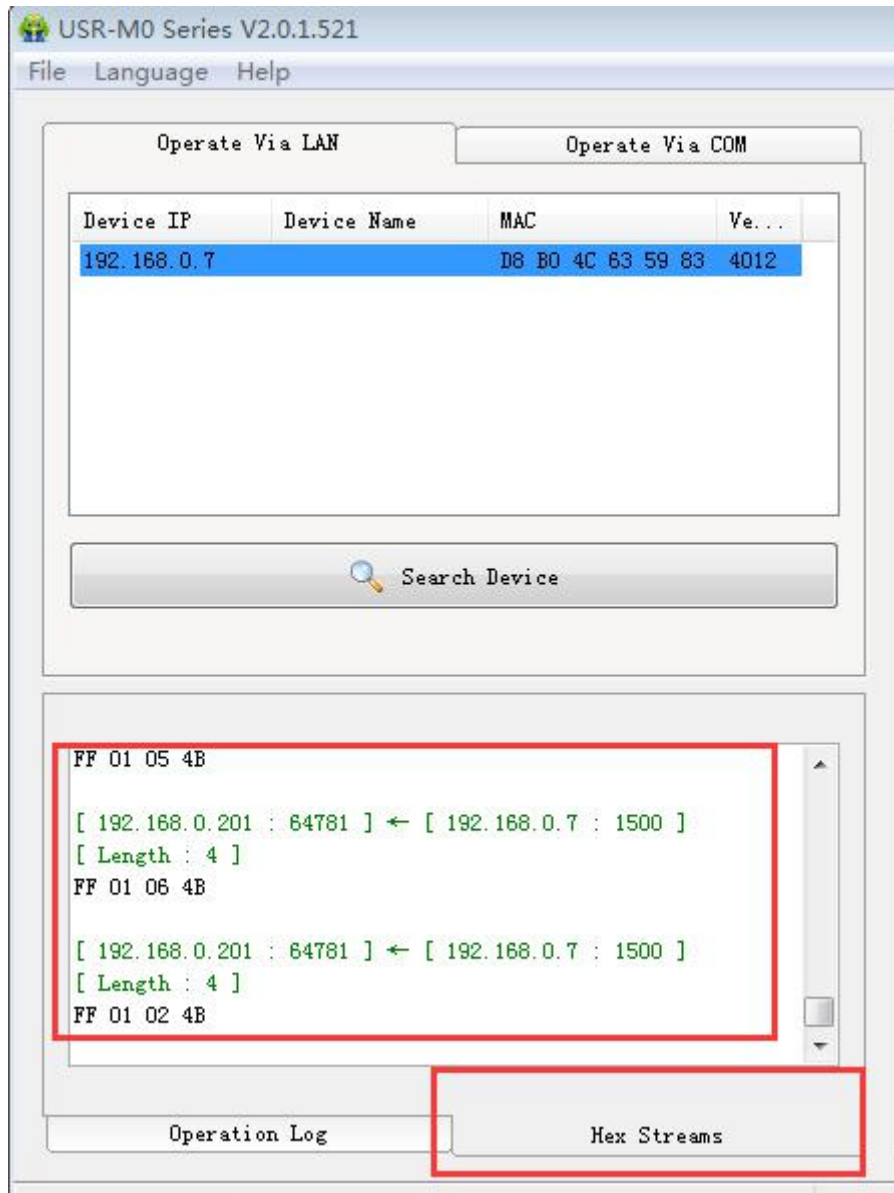 USR-M0 Series V2.0.1.521
File Language Help
Operate Via LAN Operate Via COM
Device IP Device Name MAC Ve...
192.168.0.7 D8 B0 4C 63 59 83 4012
Search Device
FF 01 05 4B
[ 192.168.0.201 : 64781 ] ← [ 192.168.0.7 : 1500 ]
[ Length : 4 ]
FF 01 06 4B
[ 192.168.0.201 : 64781 ] ← [ 192.168.0.7 : 1500 ]
[ Length : 4 ]
FF 01 02 4B
Operation Log Hex Streams